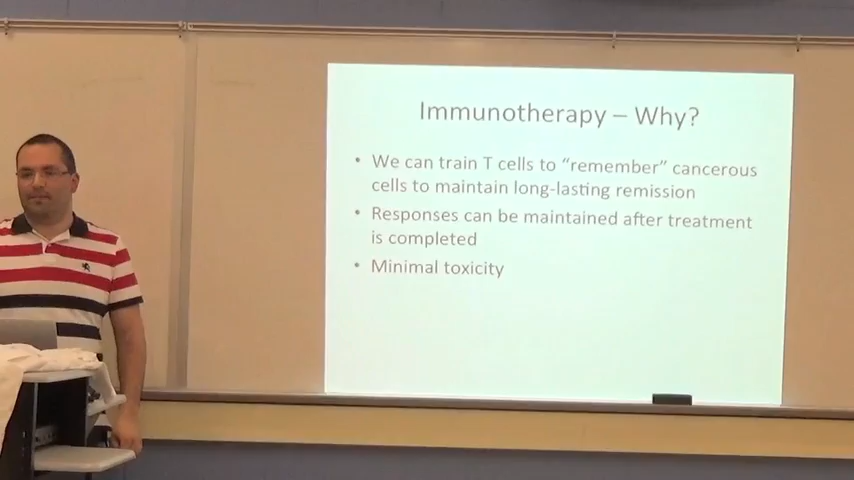 Immunotherapy – Why?
• We can train T cells to “remember” cancerous
cells to maintain long-lasting remission
• Responses can be maintained after treatment
is completed
• Minimal toxicity